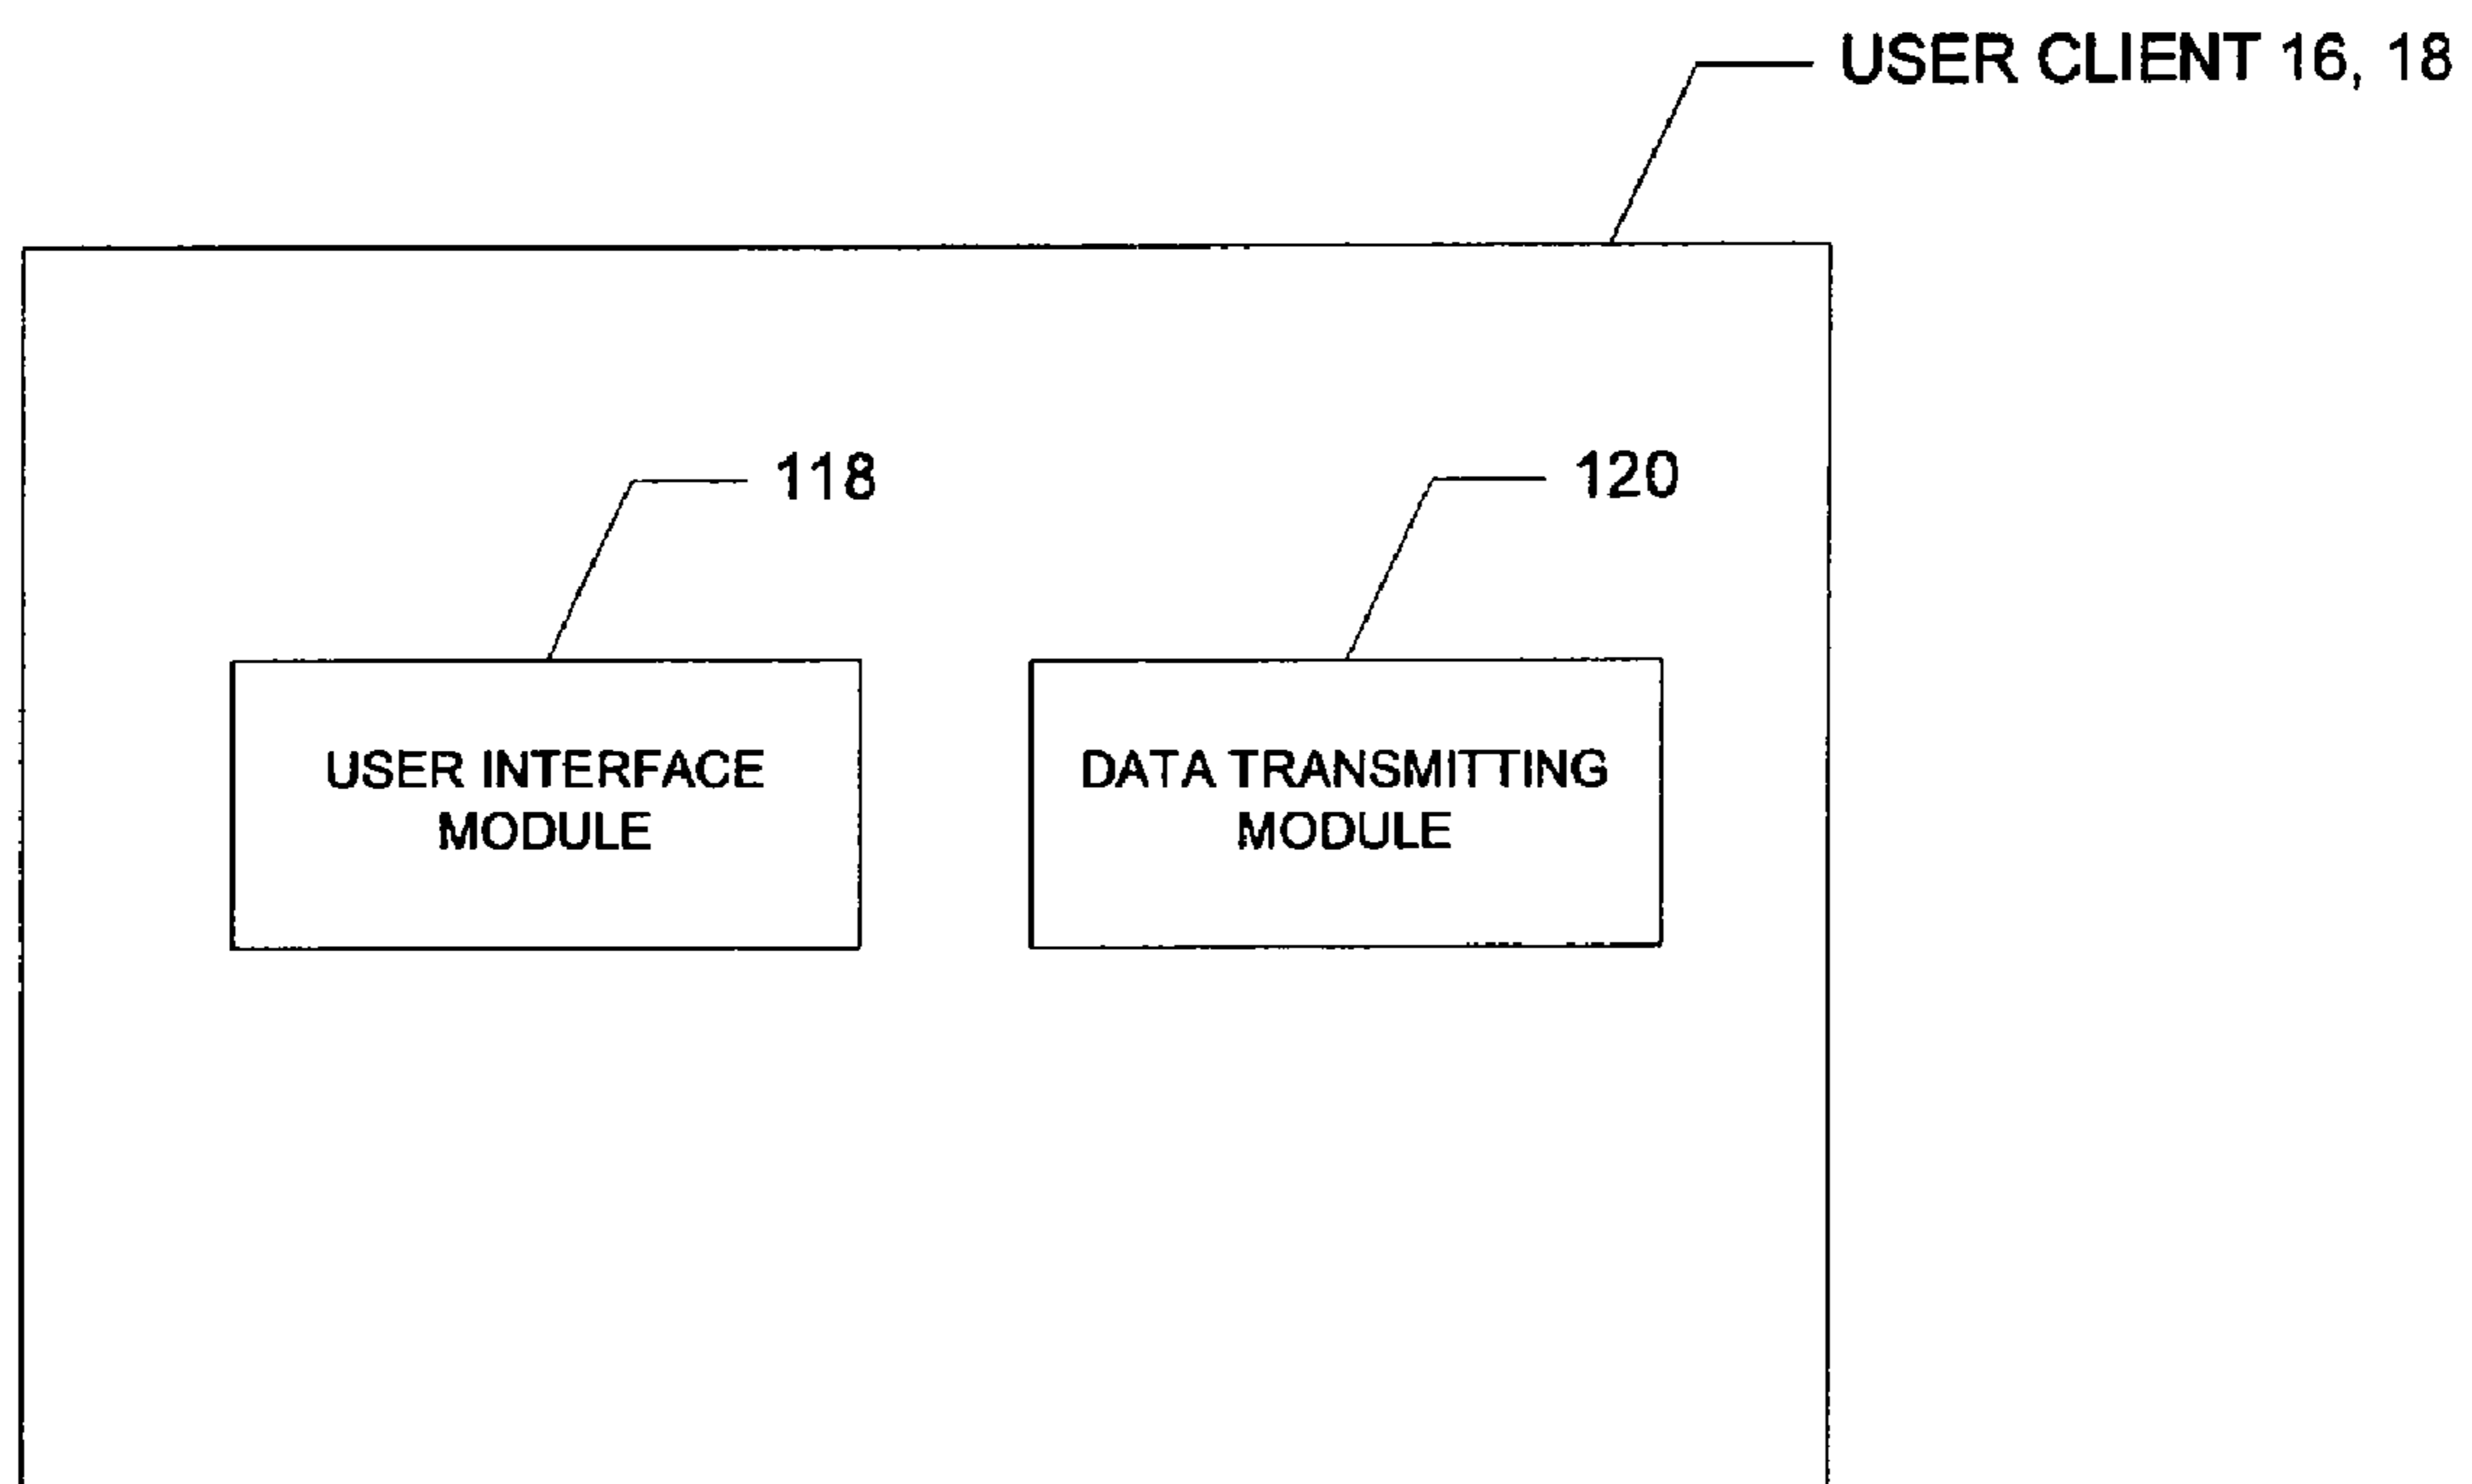 USER CLIENT 16, 18
118
120
USER INTERFACE
MODULE
DATA TRANSMITTING
MODULE